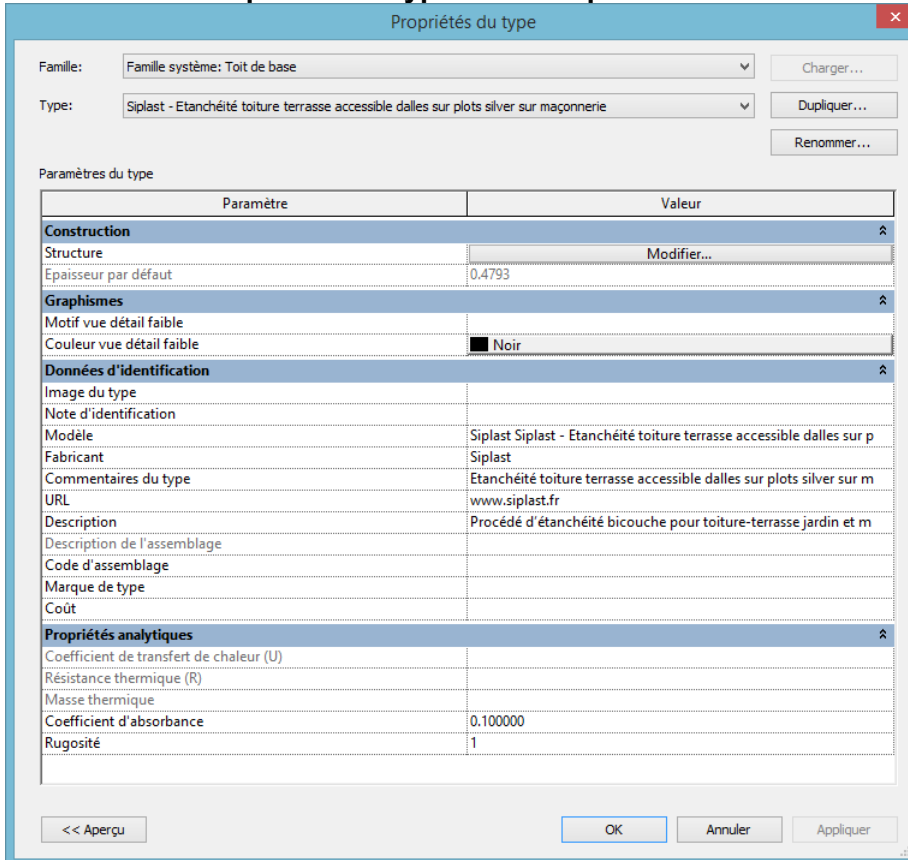 Propriétés du type
Famille: Famille système: Toit de base Charger...
Type: Siplast - Etanchéité toiture terrasse accessible dalles sur plots silver sur maçonnerie Dupliquer...
Renommer...
Paramètres du type
Paramètre Valeur
Construction
Structure Modifier...
Epaisseur par défaut 0.4793
Graphismes
Motif vue détail faible
Couleur vue détail faible Noir
Données d'identification
Image du type
Note d'identification
Modèle Siplast Siplast - Etanchéité toiture terrasse accessible dalles sur p
Fabricant Siplast
Commentaires du type Etanchéité toiture terrasse accessible dalles sur plots silver sur m
URL www.siplast.fr
Description Procédé d'étanchéité bicouche pour toiture-terrasse jardin et m
Description de l'assemblage
Code d'assemblage
Marque de type
Coût
Propriétés analytiques
Coefficient de transfert de chaleur (U)
Résistance thermique (R)
Masse thermique
Coefficient d'absorbance 0.100000
Rugosité 1
<< Aperçu OK Annuler Appliquer